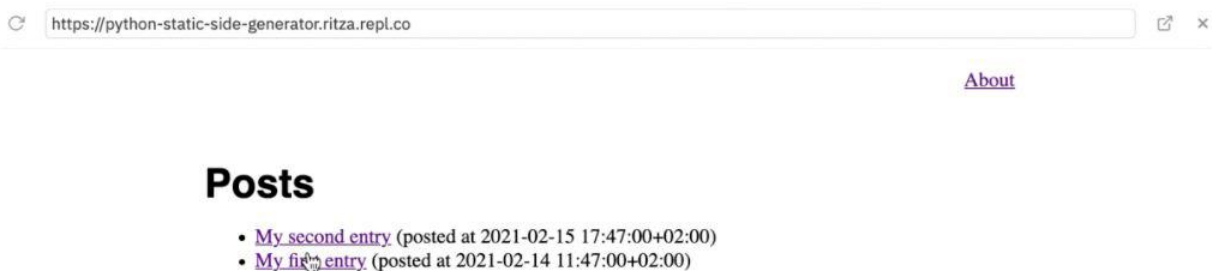 https://python-static-side-generator.ritza.repl.co
About
Posts
My second entry (posted at 2021-02-15 17:47:00+02:00)
My first entry (posted at 2021-02-14 11:47:00+02:00)